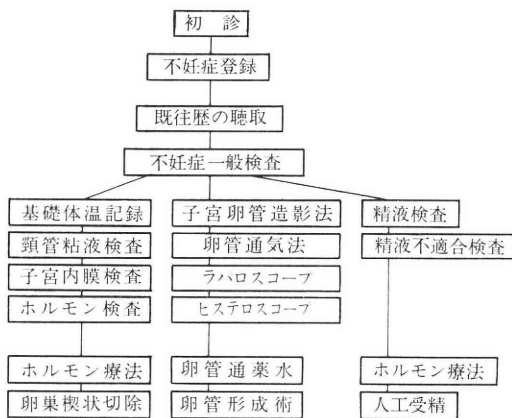 初診
不妊症登録
既往歴の聴取
不妊症一般検査
基礎体温記録 子宮卵管造影法 精液検査
頸管粘液検査 卵管通気法 精液不適合検査
子宮内膜検査 ラパロスコープ
ホルモン検査 ヒステロスコープ
ホルモン療法 卵管通薬水 ホルモン療法
卵巣楔状切除 卵管形成術 人工受精